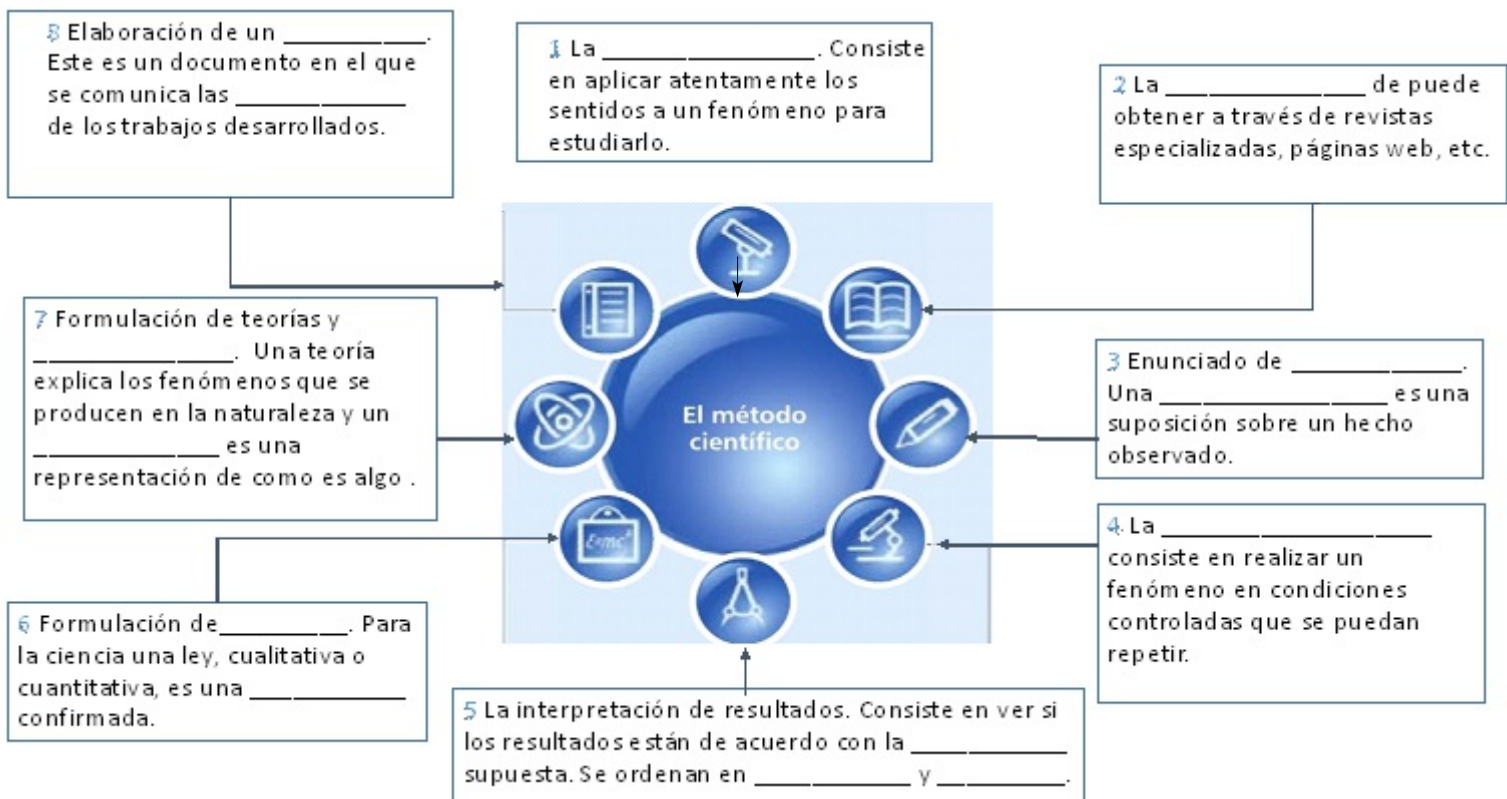 8 Elaboración de un __________.
Este es un documento en el que
se comunica las ____________
de los trabajos desarrollados.
1 La _______________. Consiste
en aplicar atentamente los
sentidos a un fenómeno para
estudiarlo.
2 La ______________ de puede
obtener a través de revistas
especializadas, páginas web, etc.
7 Formulación de teorías y
______________. Una teoría
explica los fenómenos que se
producen en la naturaleza y un
_____________ es una
representación de como es algo .
El método
científico
3 Enunciado de ____________.
Una ________________ es una
suposición sobre un hecho
observado.
E=mc²
4 La ___________________
consiste en realizar un
fenómeno en condiciones
controladas que se puedan
repetir.
6 Formulación de_________. Para
la ciencia una ley, cualitativa o
cuantitativa, es una ___________
confirmada.
5 La interpretación de resultados. Consiste en ver si
los resultados están de acuerdo con la ___________
supuesta. Se ordenan en ___________ y _________.